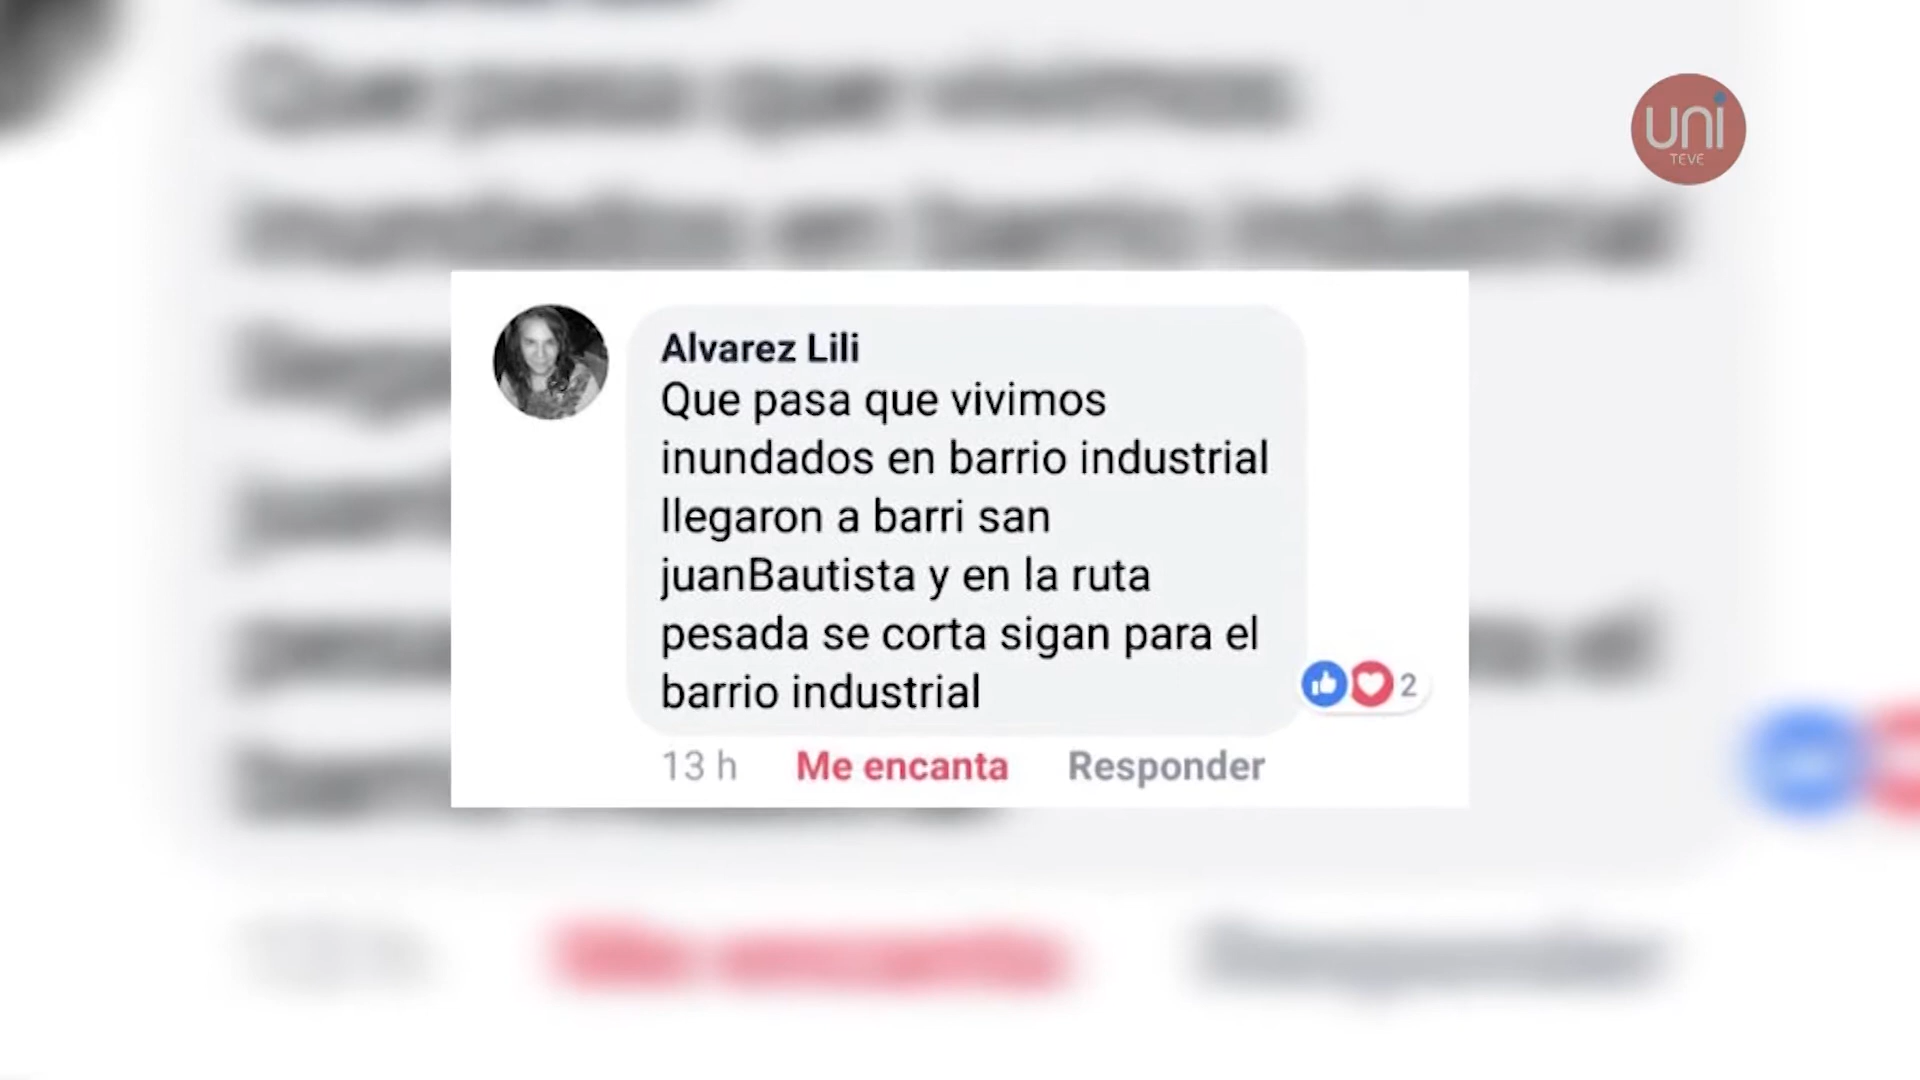 uni
TEVE
Alvarez Lili
Que pasa que vivimos
inundados en barrio industrial
llegaron a barri san
juanBautista y en la ruta
pesada se corta sigan para el
barrio industrial
2
13 h Me encanta Responder